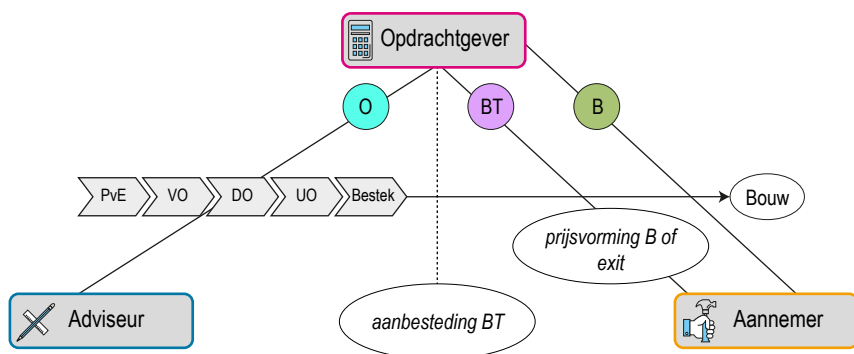 Opdrachtgever
O
BT
B
PvE
VO
DO
UO
Bestek
Bouw
prijsvorming B of
exit
Adviseur
aanbesteding BT
Aannemer